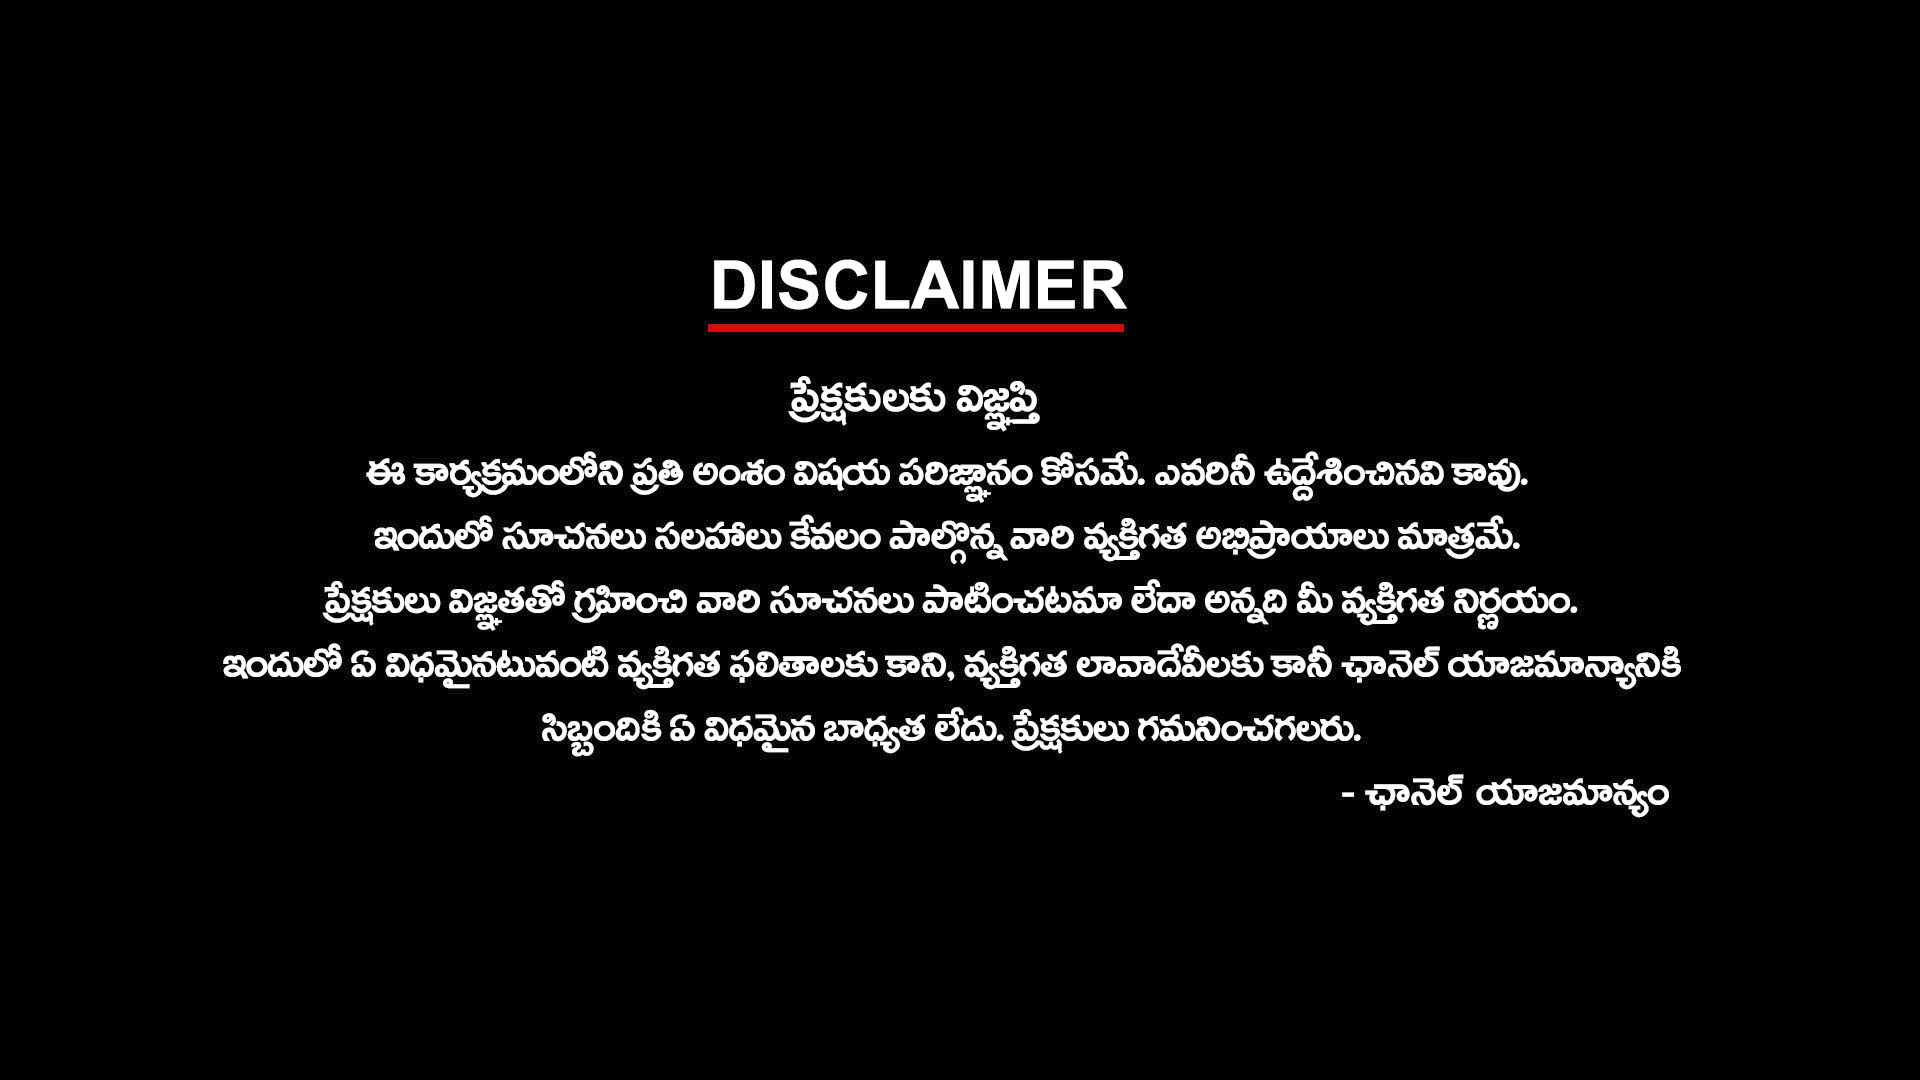 DISCLAIMER
ప్రేక్షకులకు విజ్ఞప్తి
ఈ కార్యక్రమంలోని ప్రతి అంశం విషయ పరిజ్ఞానం కోసమే. ఎవరినీ ఉద్దేశించినవి కావు.
ఇందులో సూచనలు సలహాలు కేవలం పాల్గొన్న వారి వ్యక్తిగత అభిప్రాయాలు మాత్రమే.
ప్రేక్షకులు విజ్ఞతతో గ్రహించి వారి సూచనలు పాటించటమా లేదా అన్నది మీ వ్యక్తిగత నిర్ణయం.
ఇందులో ఏ విధమైనటువంటి వ్యక్తిగత ఫలితాలకు కాని, వ్యక్తిగత లావాదేవీలకు కానీ ఛానెల్ యాజమాన్యానికి
సిబ్బందికి ఏ విధమైన బాధ్యత లేదు. ప్రేక్షకులు గమనించగలరు.
- ఛానెల్ యాజమాన్యం